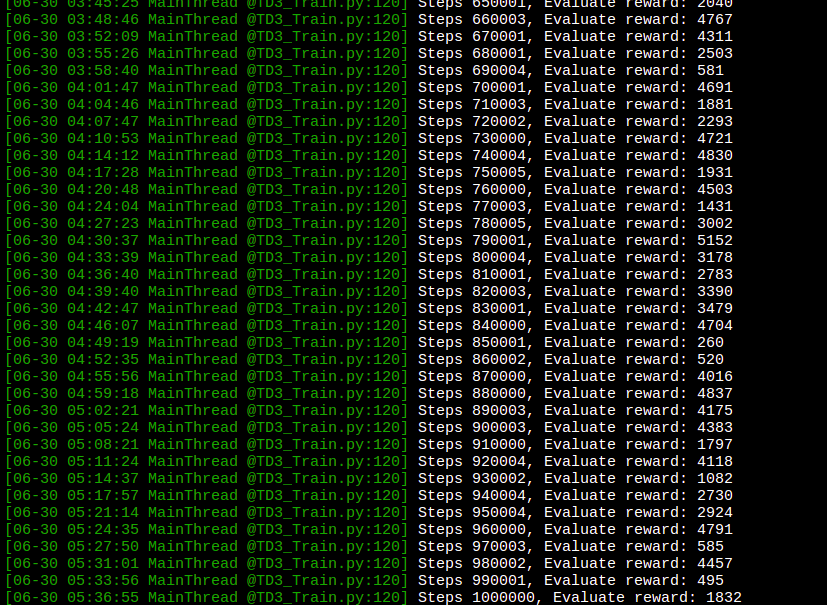 [06-30 03:45:25 MainThread @TD3_Train.py:120] Steps 650001, Evaluate reward: 2040
[06-30 03:48:46 MainThread @TD3_Train.py:120] Steps 660003, Evaluate reward: 4767
[06-30 03:52:09 MainThread @TD3_Train.py:120] Steps 670001, Evaluate reward: 4311
[06-30 03:55:26 MainThread @TD3_Train.py:120] Steps 680001, Evaluate reward: 2503
[06-30 03:58:40 MainThread @TD3_Train.py:120] Steps 690004, Evaluate reward: 581
[06-30 04:01:47 MainThread @TD3_Train.py:120] Steps 700001, Evaluate reward: 4691
[06-30 04:04:46 MainThread @TD3_Train.py:120] Steps 710003, Evaluate reward: 1881
[06-30 04:07:47 MainThread @TD3_Train.py:120] Steps 720002, Evaluate reward: 2293
[06-30 04:10:53 MainThread @TD3_Train.py:120] Steps 730000, Evaluate reward: 4721
[06-30 04:14:12 MainThread @TD3_Train.py:120] Steps 740004, Evaluate reward: 4830
[06-30 04:17:28 MainThread @TD3_Train.py:120] Steps 750005, Evaluate reward: 1931
[06-30 04:20:48 MainThread @TD3_Train.py:120] Steps 760000, Evaluate reward: 4503
[06-30 04:24:04 MainThread @TD3_Train.py:120] Steps 770003, Evaluate reward: 1431
[06-30 04:27:23 MainThread @TD3_Train.py:120] Steps 780005, Evaluate reward: 3002
[06-30 04:30:37 MainThread @TD3_Train.py:120] Steps 790001, Evaluate reward: 5152
[06-30 04:33:39 MainThread @TD3_Train.py:120] Steps 800004, Evaluate reward: 3178
[06-30 04:36:40 MainThread @TD3_Train.py:120] Steps 810001, Evaluate reward: 2783
[06-30 04:39:40 MainThread @TD3_Train.py:120] Steps 820003, Evaluate reward: 3390
[06-30 04:42:47 MainThread @TD3_Train.py:120] Steps 830001, Evaluate reward: 3479
[06-30 04:46:07 MainThread @TD3_Train.py:120] Steps 840000, Evaluate reward: 4704
[06-30 04:49:19 MainThread @TD3_Train.py:120] Steps 850001, Evaluate reward: 260
[06-30 04:52:35 MainThread @TD3_Train.py:120] Steps 860002, Evaluate reward: 520
[06-30 04:55:56 MainThread @TD3_Train.py:120] Steps 870000, Evaluate reward: 4016
[06-30 04:59:18 MainThread @TD3_Train.py:120] Steps 880000, Evaluate reward: 4837
[06-30 05:02:21 MainThread @TD3_Train.py:120] Steps 890003, Evaluate reward: 4175
[06-30 05:05:24 MainThread @TD3_Train.py:120] Steps 900003, Evaluate reward: 4383
[06-30 05:08:21 MainThread @TD3_Train.py:120] Steps 910000, Evaluate reward: 1797
[06-30 05:11:24 MainThread @TD3_Train.py:120] Steps 920004, Evaluate reward: 4118
[06-30 05:14:37 MainThread @TD3_Train.py:120] Steps 930002, Evaluate reward: 1082
[06-30 05:17:57 MainThread @TD3_Train.py:120] Steps 940004, Evaluate reward: 2730
[06-30 05:21:14 MainThread @TD3_Train.py:120] Steps 950004, Evaluate reward: 2924
[06-30 05:24:35 MainThread @TD3_Train.py:120] Steps 960000, Evaluate reward: 4791
[06-30 05:27:50 MainThread @TD3_Train.py:120] Steps 970003, Evaluate reward: 585
[06-30 05:31:01 MainThread @TD3_Train.py:120] Steps 980002, Evaluate reward: 4457
[06-30 05:33:56 MainThread @TD3_Train.py:120] Steps 990001, Evaluate reward: 495
[06-30 05:36:55 MainThread @TD3_Train.py:120] Steps 1000000, Evaluate reward: 1832